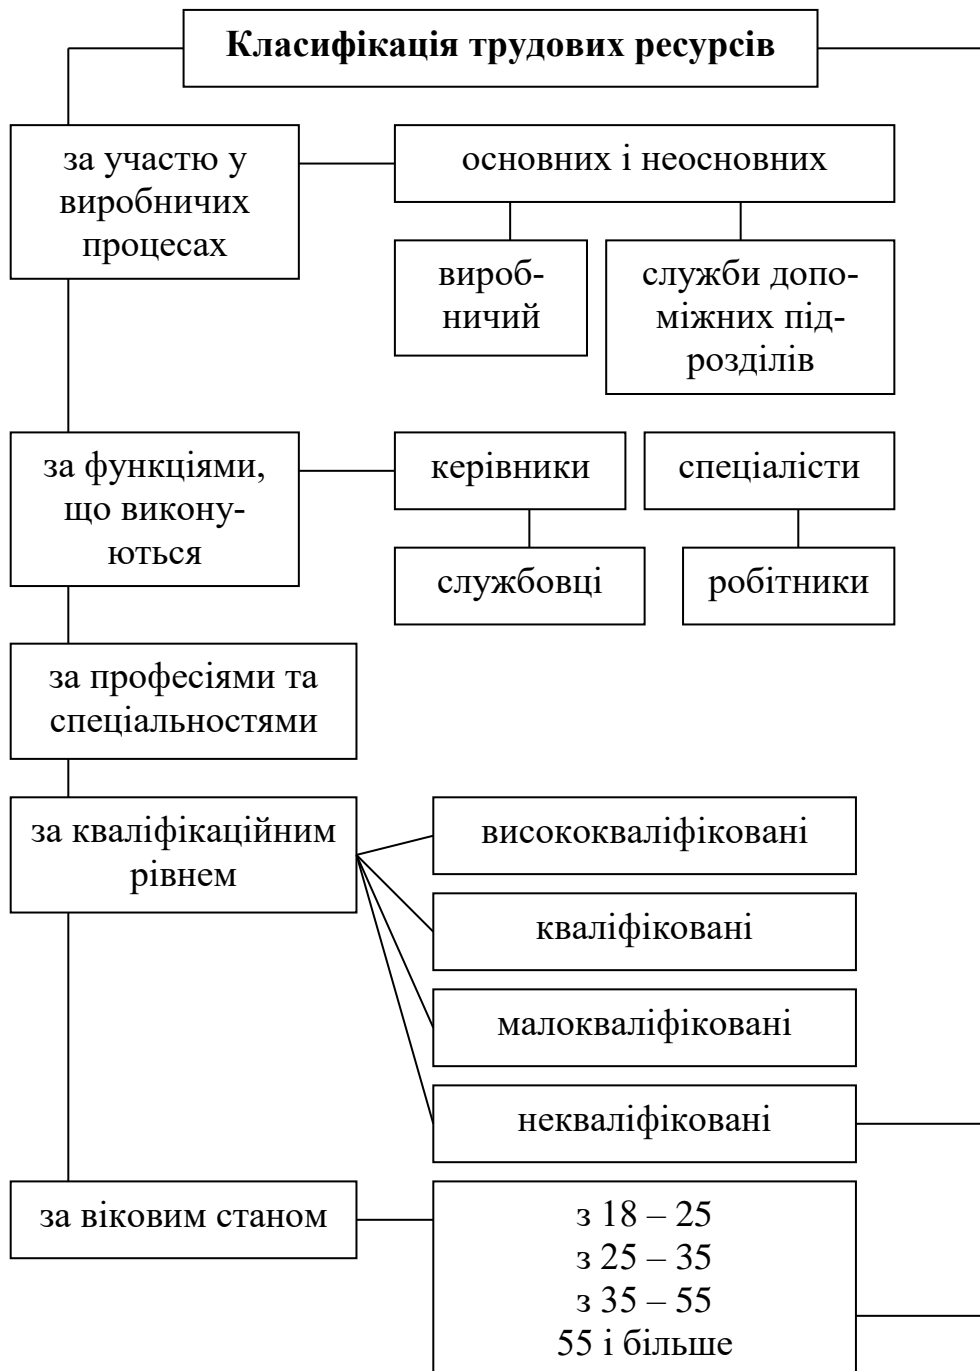 Класифікація трудових ресурсів
за участю у
виробничих
процесах
основних і неосновних
вироб-
ничий
служби допо-
міжних під-
розділів
за функціями,
що викону-
ються
керівники
спеціалісти
службовці
робітники
за професіями та
спеціальностями
за кваліфікаційним
рівнем
висококваліфіковані
кваліфіковані
малокваліфіковані
некваліфіковані
за віковим станом
з 18 – 25
з 25 – 35
з 35 – 55
55 і більше